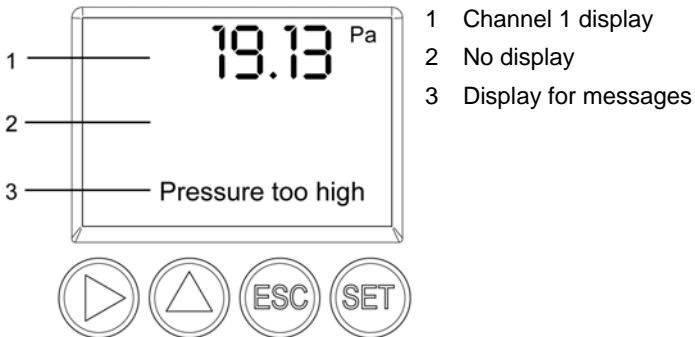 19.13 Pa
1
2
3 Pressure too high
ESC SET
1 Channel 1 display
2 No display
3 Display for messages